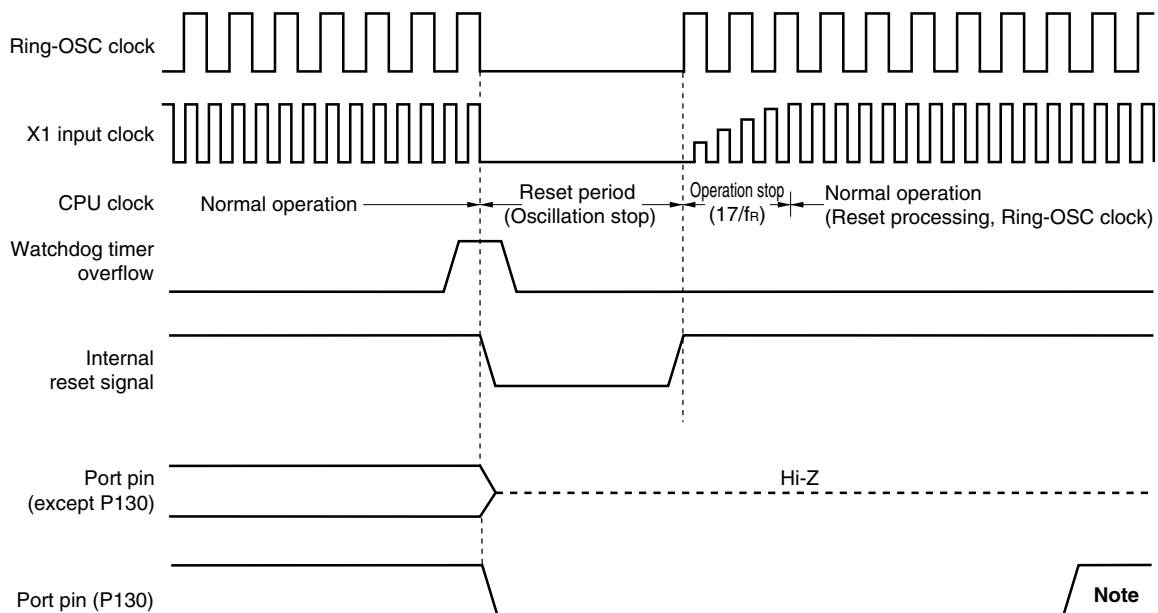 Ring-OSC clock
X1 input clock
CPU clock
Normal operation
Reset period
(Oscillation stop)
Operation stop
(17/fR)
Normal operation
(Reset processing, Ring-OSC clock)
Watchdog timer
overflow
Internal
reset signal
Port pin
(except P130)
Hi-Z
Port pin (P130)
Note